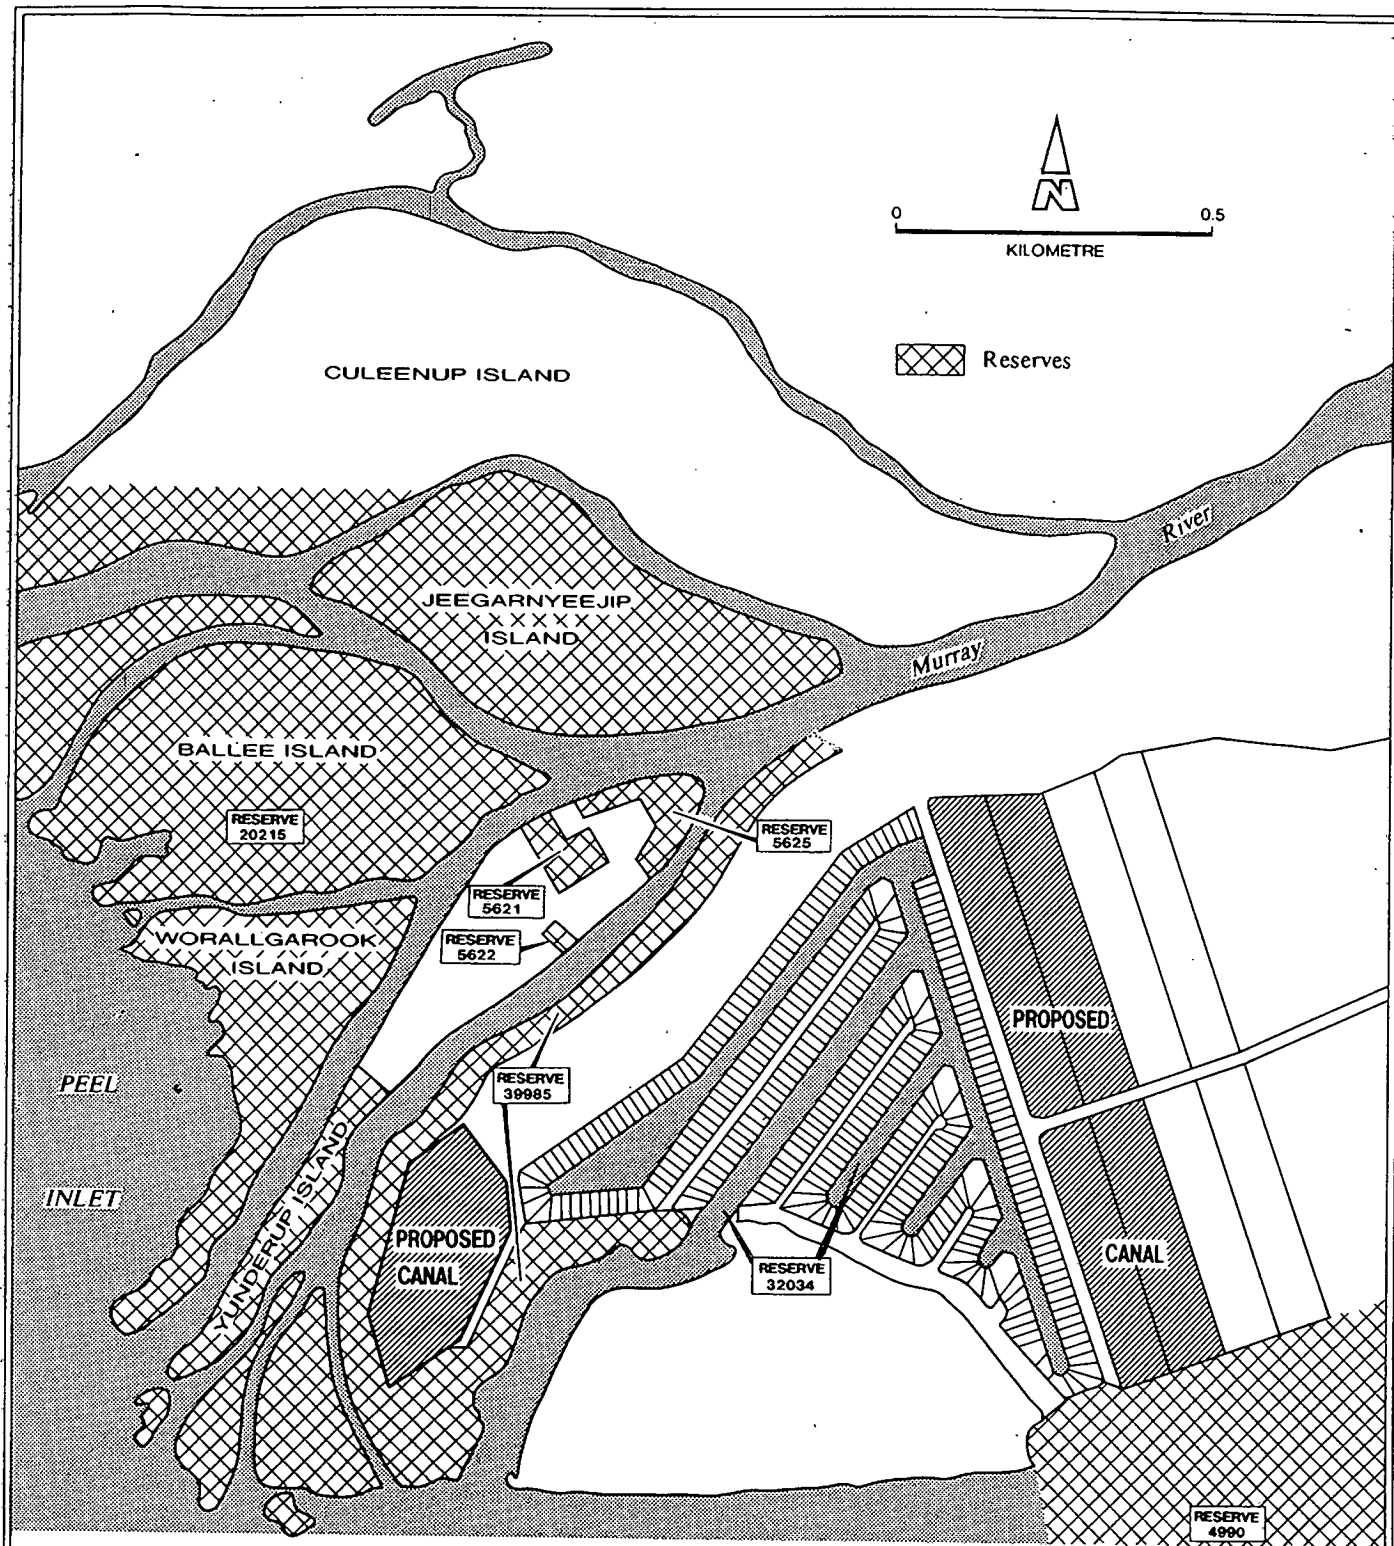 N
0 0.5
KILOMETRE
Reserves
CULEENUP ISLAND
River
JEEGARNYEEJIP
ISLAND
Murray
BALLEE ISLAND
RESERVE
20215
RESERVE
5625
RESERVE
5621
RESERVE
5622
WORALLGAROOK
ISLAND
PROPOSED
PEEL
INLET
RESERVE
39985
YUNDERUP ISLAND
PROPOSED
CANAL
RESERVE
32034
CANAL
RESERVE
4990